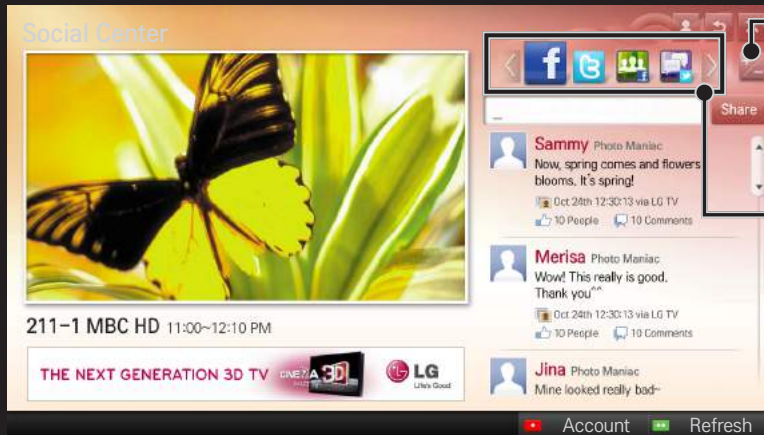 Social Center
Share
Sammy Photo Maniac
Now, spring comes and flowers
blooms. It's spring!
Oct 24th 12:30:13 via LG TV
10 People 10 Comments
Merisa Photo Maniac
Wow! This really is good.
Thank you^^
Oct 24th 12:30:13 via LG TV
10 People 10 Comments
Jina Photo Maniac
Mine looked really bad~
211-1 MBC HD 11:00~12:10 PM
THE NEXT GENERATION 3D TV CINEMA 3D LG
Life's Good
Account Refresh